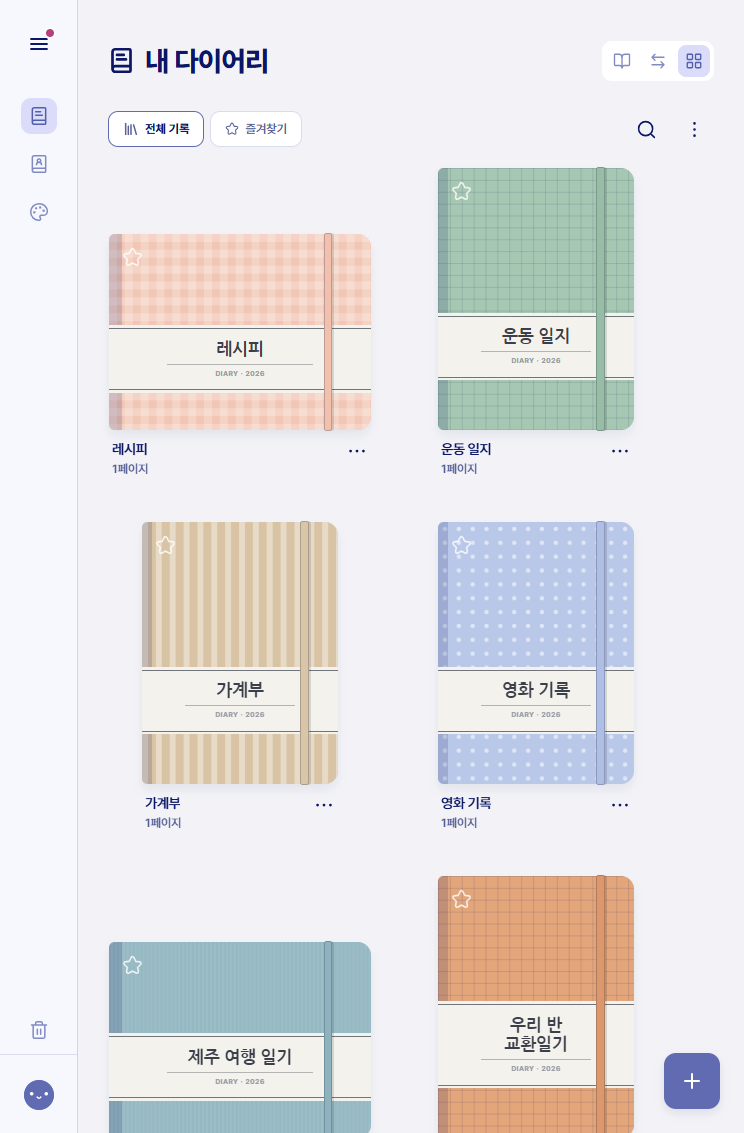 내 다이어리
전체 기록
즐겨찾기
레시피
DIARY · 2026
레시피
1페이지
운동 일지
DIARY · 2026
운동 일지
1페이지
가계부
DIARY · 2026
가계부
1페이지
영화 기록
DIARY · 2026
영화 기록
1페이지
제주 여행 일기
DIARY · 2026
우리 반
교환일기
DIARY · 2026